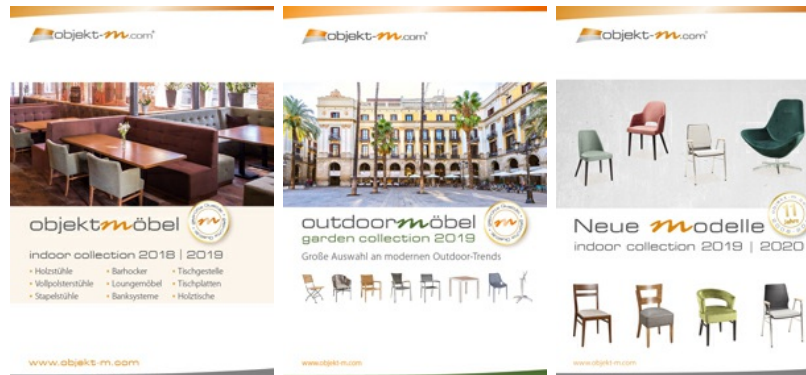 objekt-m.com
objektmöbel
indoor collection 2018 | 2019
• Holzstühle
• Vollpolsterstühle
• Stapelstühle
• Barhocker
• Loungemöbel
• Banksysteme
• Tischgestelle
• Tischplatten
• Holztische
www.objekt-m.com
objekt-m.com
outdoormöbel
garden collection 2019
Große Auswahl an modernen Outdoor-Trends
www.objekt-m.com
objekt-m.com
Neue Modelle
11
Jahre
indoor collection 2019 | 2020
www.objekt-m.com